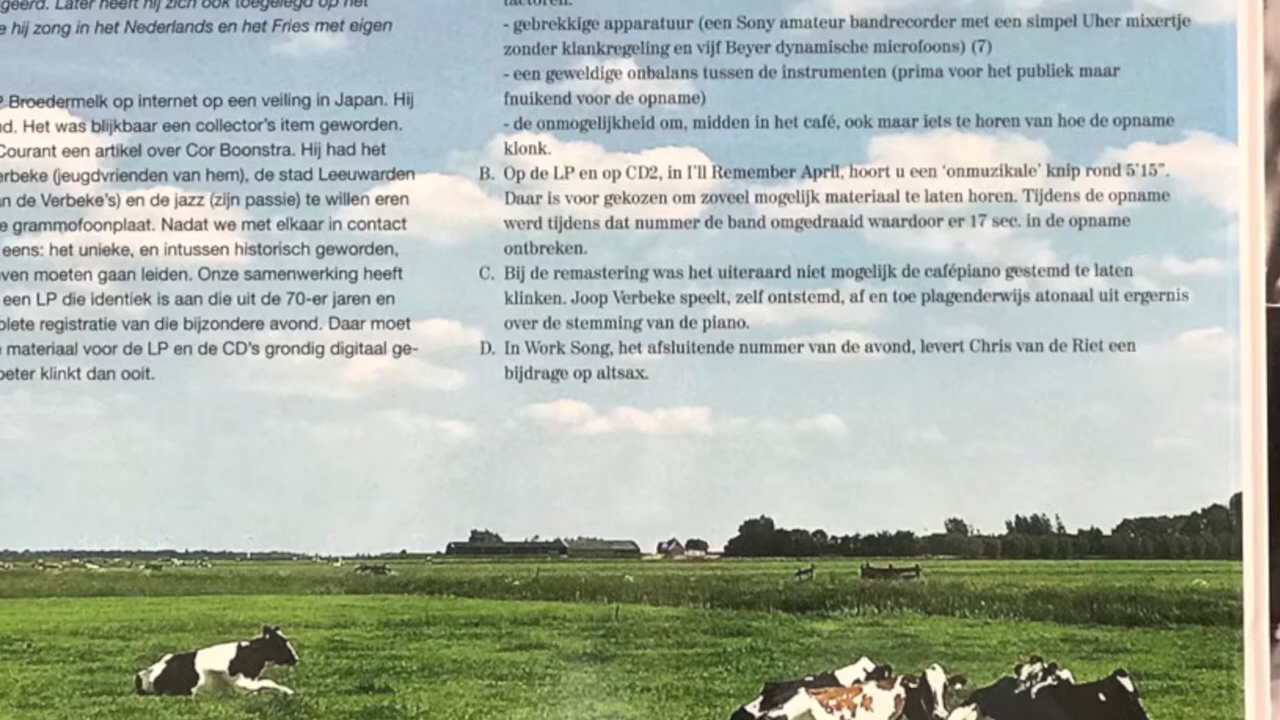 geerd. Later heeft hij zich ook toegelegd op het
e hij zong in het Nederlands en het Fries met eigen
Broedermelk op internet op een veiling in Japan. Hij
nd. Het was blijkbaar een collector's item geworden.
Courant een artikel over Cor Boonstra. Hij had het
erbeke (jeugdvrienden van hem), de stad Leeuwarden
n de Verbeke's) en de jazz (zijn passie) te willen eren
e grammofoonplaat. Nadat we met elkaar in contact
eens: het unieke, en intussen historisch geworden,
ven moeten gaan leiden. Onze samenwerking heeft
een LP die identiek is aan die uit de 70-er jaren en
plete registratie van die bijzondere avond. Daar moet
materiaal voor de LP en de CD's grondig digitaal ge-
beter klinkt dan ooit.
factoren:
- gebrekkige apparatuur (een Sony amateur bandrecorder met een simpel Uher mixertje
zonder klankregeling en vijf Beyer dynamische microfoons) (7)
- een geweldige onbalans tussen de instrumenten (prima voor het publiek maar
fnuikend voor de opname)
- de onmogelijkheid om, midden in het café, ook maar iets te horen van hoe de opname
klonk.
B. Op de LP en op CD2, in I'll Remember April, hoort u een 'onmuzikale' knip rond 5'15".
Daar is voor gekozen om zoveel mogelijk materiaal te laten horen. Tijdens de opname
werd tijdens dat nummer de band omgedraaid waardoor er 17 sec. in de opname
ontbreken.
C. Bij de remastering was het uiteraard niet mogelijk de cafépiano gestemd te laten
klinken. Joop Verbeke speelt, zelf ontstemd, af en toe plagenderwijs atonaal uit ergernis
over de stemming van de piano.
D. In Work Song, het afsluitende nummer van de avond, levert Chris van de Riet een
bijdrage op altsax.